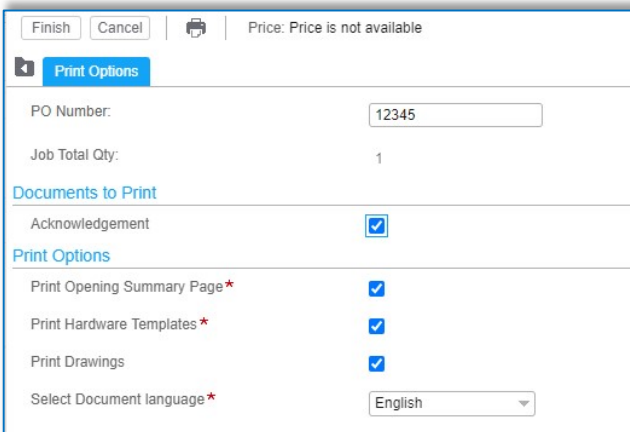 Finish Cancel Price: Price is not available
Print Options
PO Number: 12345
Job Total Qty: 1
Documents to Print
Acknowledgement
Print Options
Print Opening Summary Page*
Print Hardware Templates*
Print Drawings
Select Document language* English